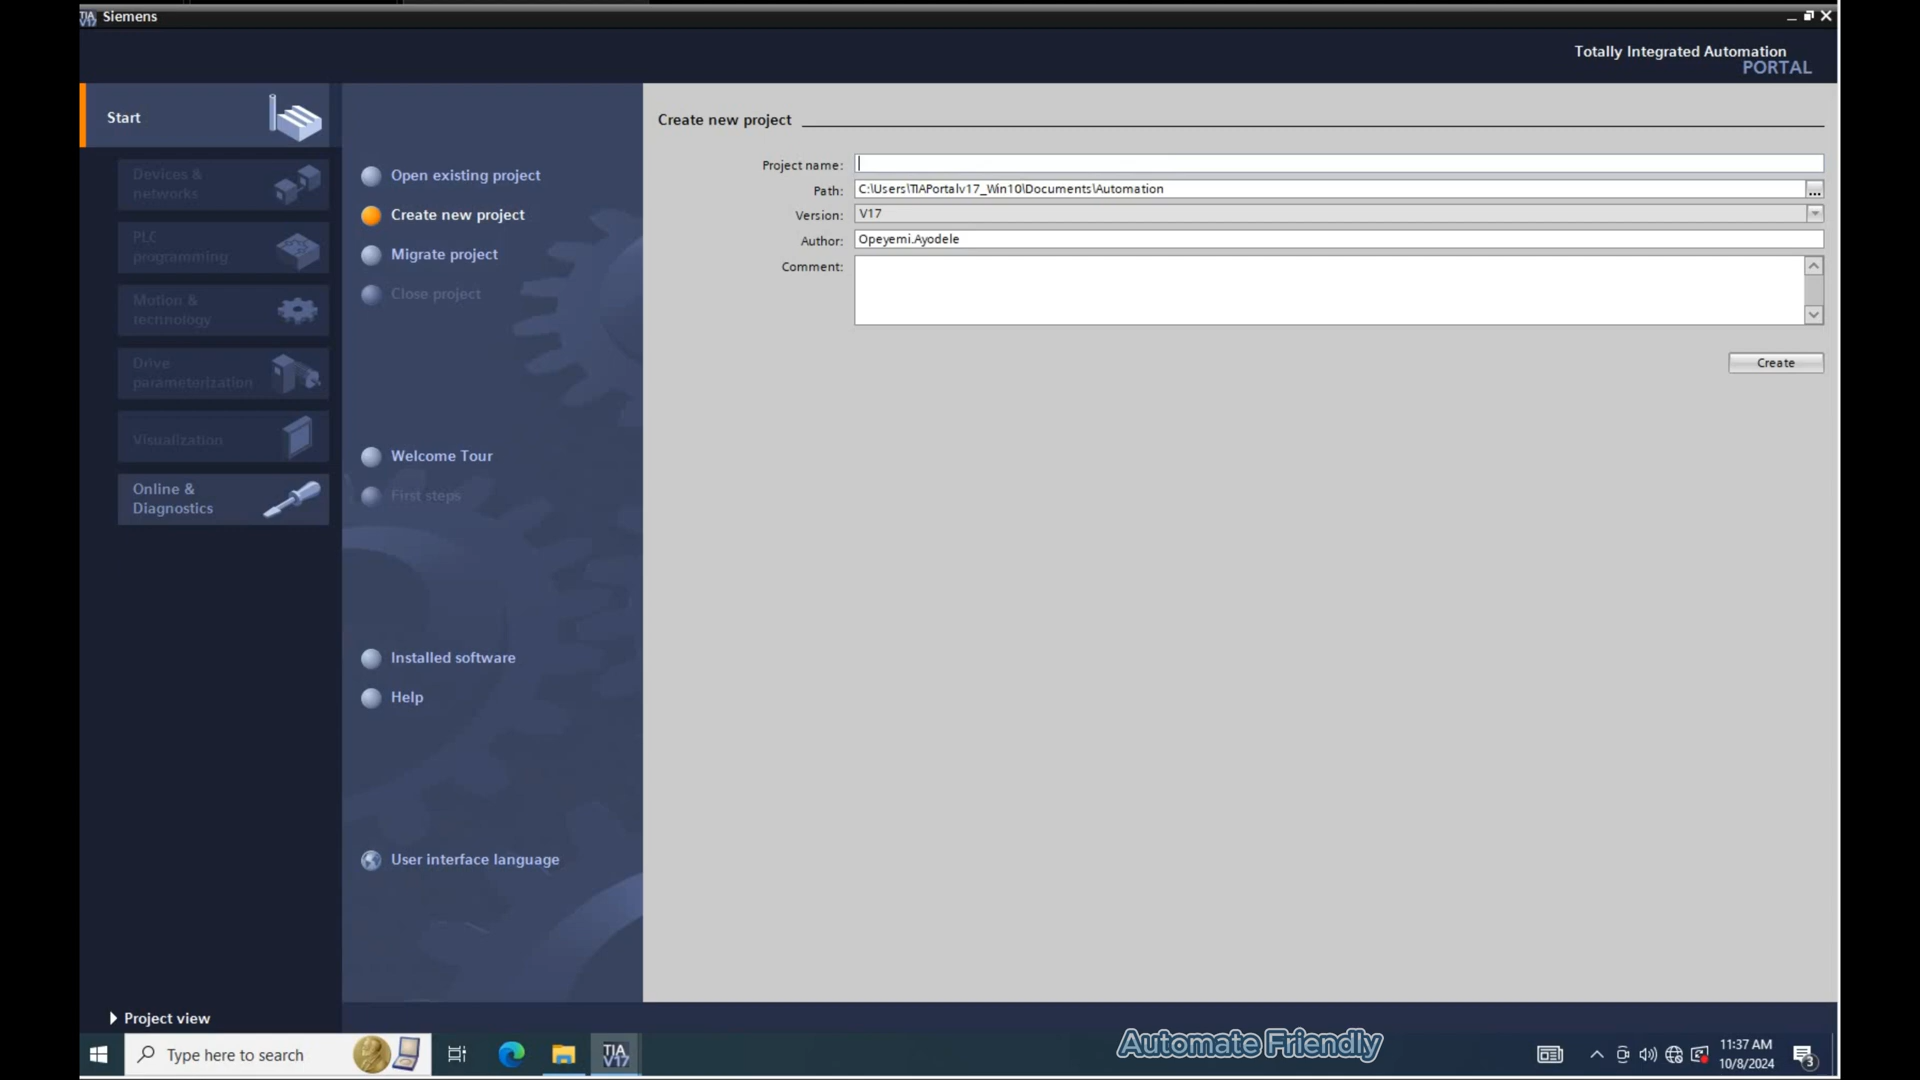 Siemens
Totally Integrated Automation
PORTAL
Start
Devices &
networks
PLC
programming
Motion &
technology
Drive
parameterization
Visualization
Online &
Diagnostics
Open existing project
Create new project
Migrate project
Close project
Welcome Tour
First steps
Installed software
Help
User interface language
Create new project
Project name:
Path: C:\Users\TIAPortalv17_Win10\Documents\Automation ...
Version: V17
Author: Opeyemi.Ayodele
Comment:
Create
Project view
Type here to search
TIA
V17
Automate Friendly
11:37 AM
10/8/2024
3